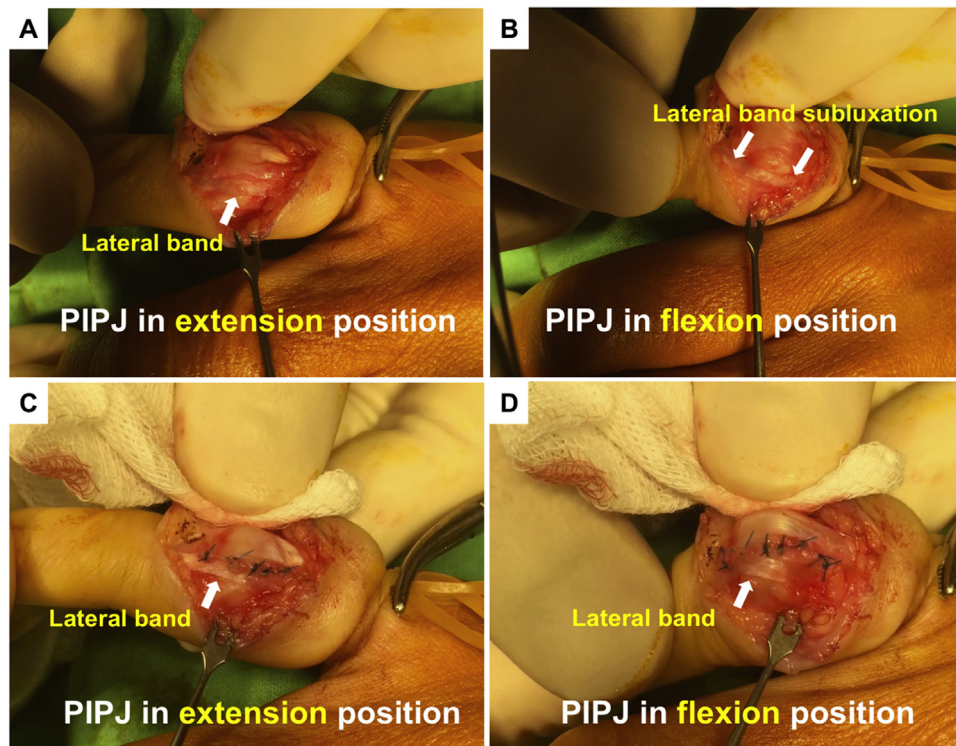 A
Lateral band
PIPJ in extension position
B
Lateral band subluxation
PIPJ in flexion position
C
Lateral band
PIPJ in extension position
D
Lateral band
PIPJ in flexion position